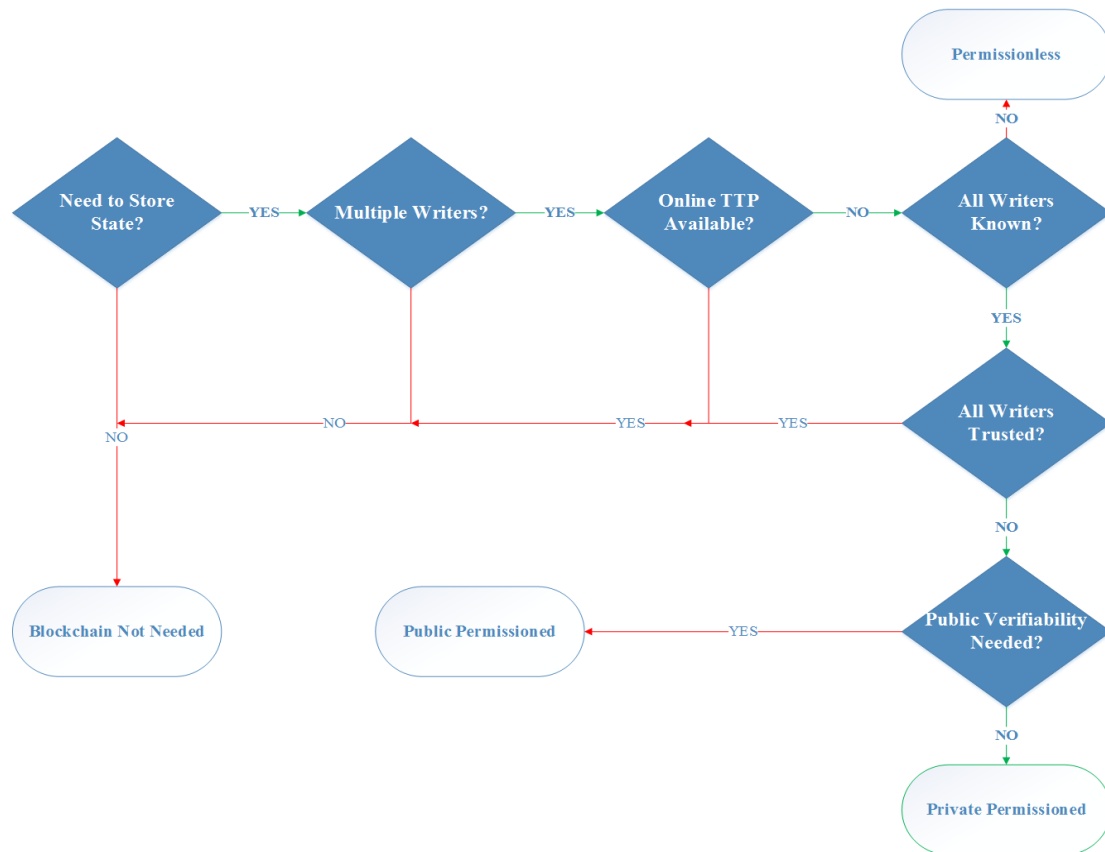 Permissionless
NO
Need to Store
State?
YES
Multiple Writers?
YES
Online TTP
Available?
NO
All Writers
Known?
YES
All Writers
Trusted?
YES
YES
NO
NO
NO
Public Verifiability
Needed?
YES
Public Permissioned
Blockchain Not Needed
NO
Private Permissioned